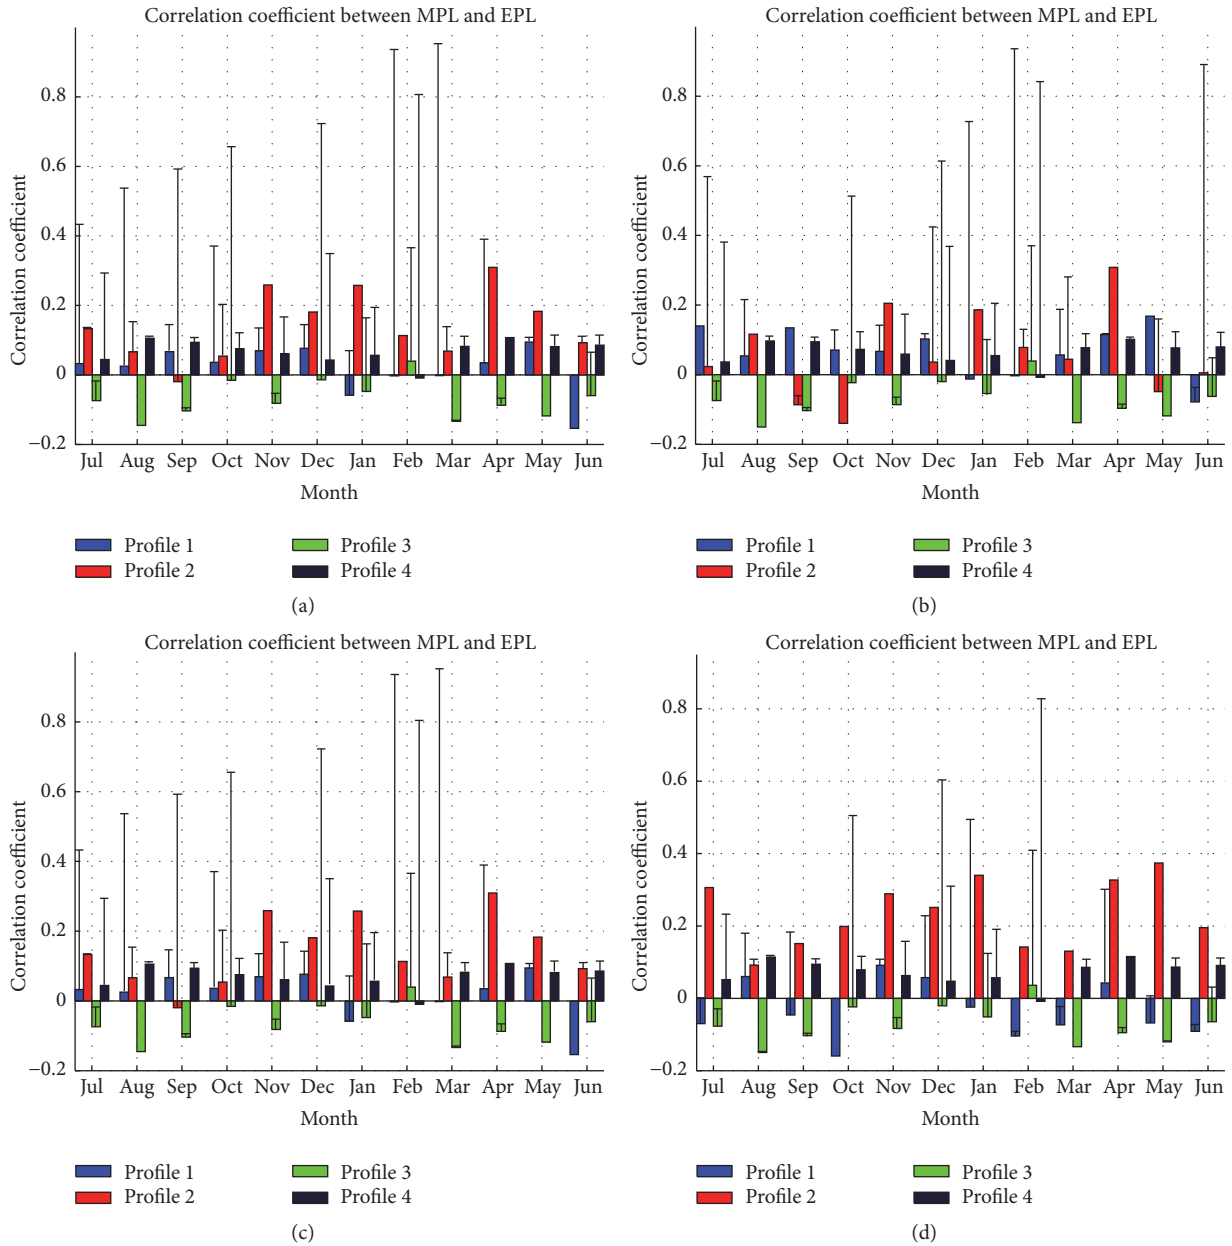 Correlation coefficient between MPL and EPL
0.8
0.6
0.4
0.2
0
−0.2
Correlation coefficient
Jul Aug Sep Oct Nov Dec Jan Feb Mar Apr May Jun
Month
Profile 1
Profile 2
Profile 3
Profile 4
(a)
Correlation coefficient between MPL and EPL
0.8
0.6
0.4
0.2
0
−0.2
Correlation coefficient
Jul Aug Sep Oct Nov Dec Jan Feb Mar Apr May Jun
Month
Profile 1
Profile 2
Profile 3
Profile 4
(b)
Correlation coefficient between MPL and EPL
0.8
0.6
0.4
0.2
0
−0.2
Correlation coefficient
Jul Aug Sep Oct Nov Dec Jan Feb Mar Apr May Jun
Month
Profile 1
Profile 2
Profile 3
Profile 4
(c)
Correlation coefficient between MPL and EPL
0.8
0.6
0.4
0.2
0
−0.2
Correlation coefficient
Jul Aug Sep Oct Nov Dec Jan Feb Mar Apr May Jun
Month
Profile 1
Profile 2
Profile 3
Profile 4
(d)